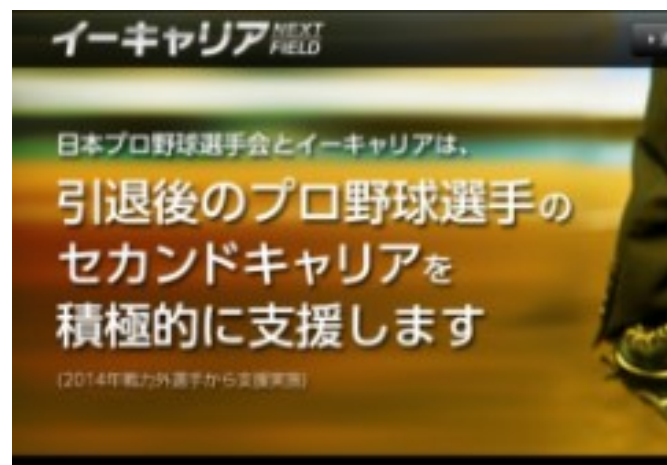 イーキャリア NEXT FIELD
日本プロ野球選手会とイーキャリアは、
引退後のプロ野球選手の
セカンドキャリアを
積極的に支援します
(2014年戦力外選手から支援実施)